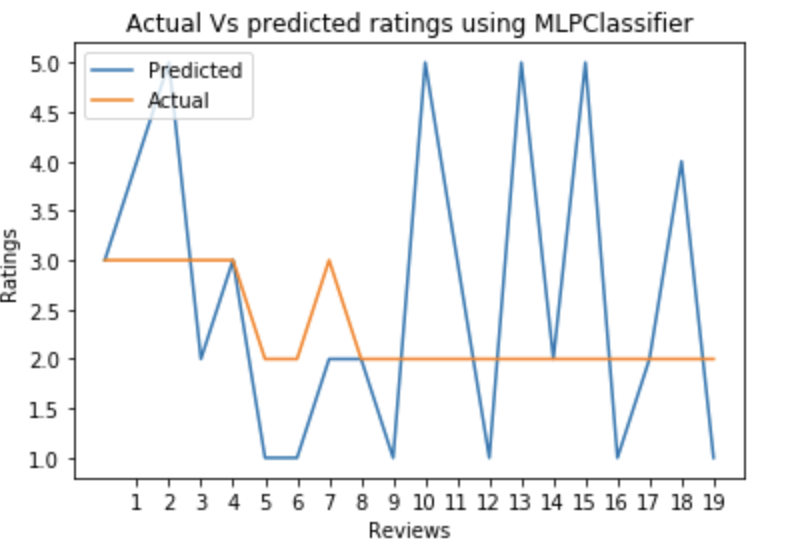 Actual Vs predicted ratings using MLPClassifier
Predicted
Actual
5.0
4.5
4.0
3.5
3.0
2.5
2.0
1.5
1.0
Ratings
1 2 3 4 5 6 7 8 9 10 11 12 13 14 15 16 17 18 19
Reviews